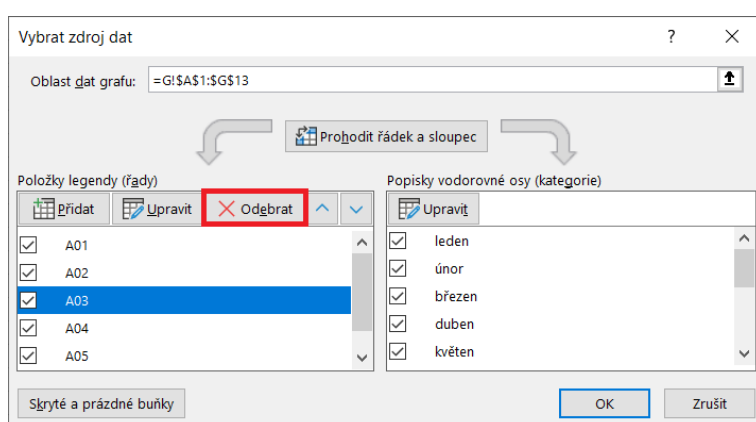 Vybrat zdroj dat ?
Oblast dat grafu: =G!$A$1:$G$13
Prohodit řádek a sloupec
Položky legendy (řady)
Přidat Upravit Odebrat
A01
A02
A03
A04
A05
Popisky vodorovné osy (kategorie)
Upravit
leden
únor
březen
duben
květen
Skryté a prázdné buňky
OK Zrušit